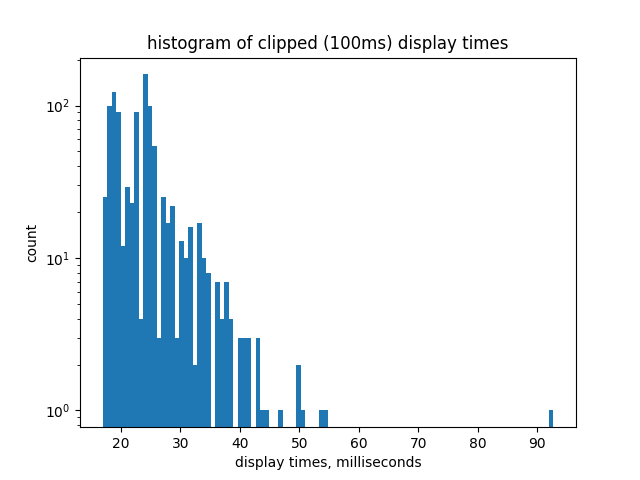 histogram of clipped (100ms) display times
count
10²
10¹
10⁰
20 30 40 50 60 70 80 90
display times, milliseconds